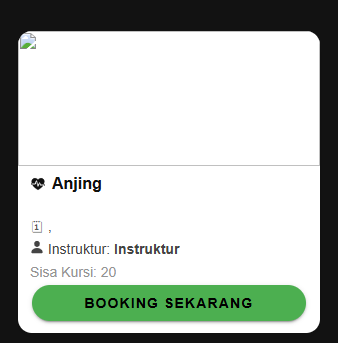 Anjing
,
Instruktur: Instruktur
Sisa Kursi: 20
BOOKING SEKARANG